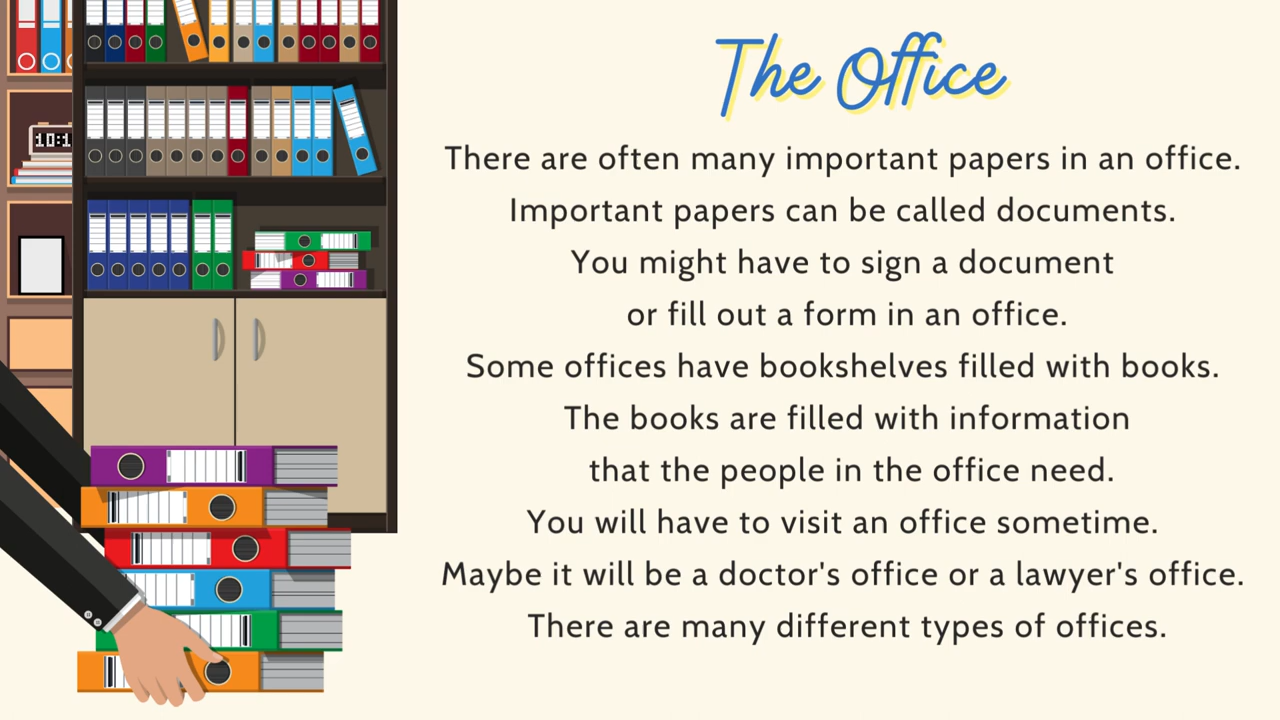 The Office
There are often many important papers in an office.
Important papers can be called documents.
You might have to sign a document
or fill out a form in an office.
Some offices have bookshelves filled with books.
The books are filled with information
that the people in the office need.
You will have to visit an office sometime.
Maybe it will be a doctor's office or a lawyer's office.
There are many different types of offices.